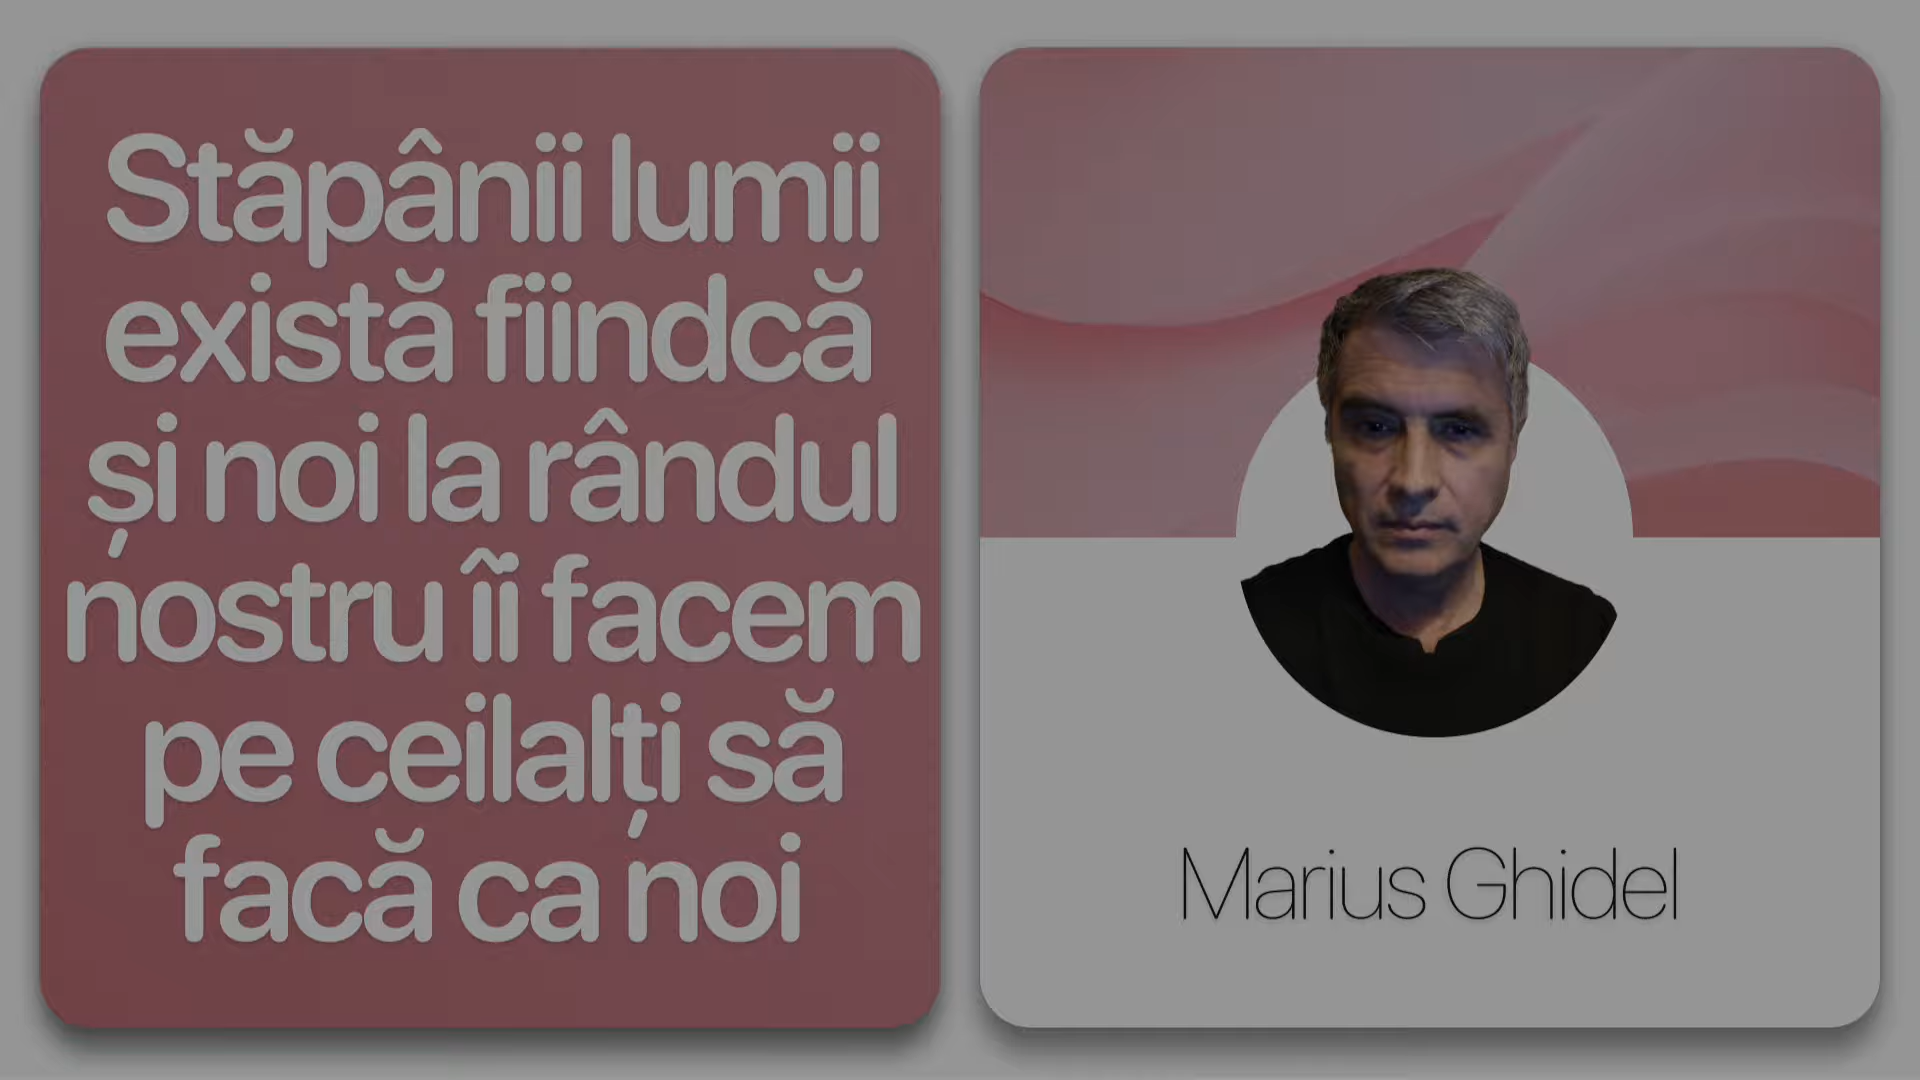 Stăpânii lumii
există fiindcă
și noi la rândul
nostru îi facem
pe ceilalți să
facă ca noi
Marius Ghidel